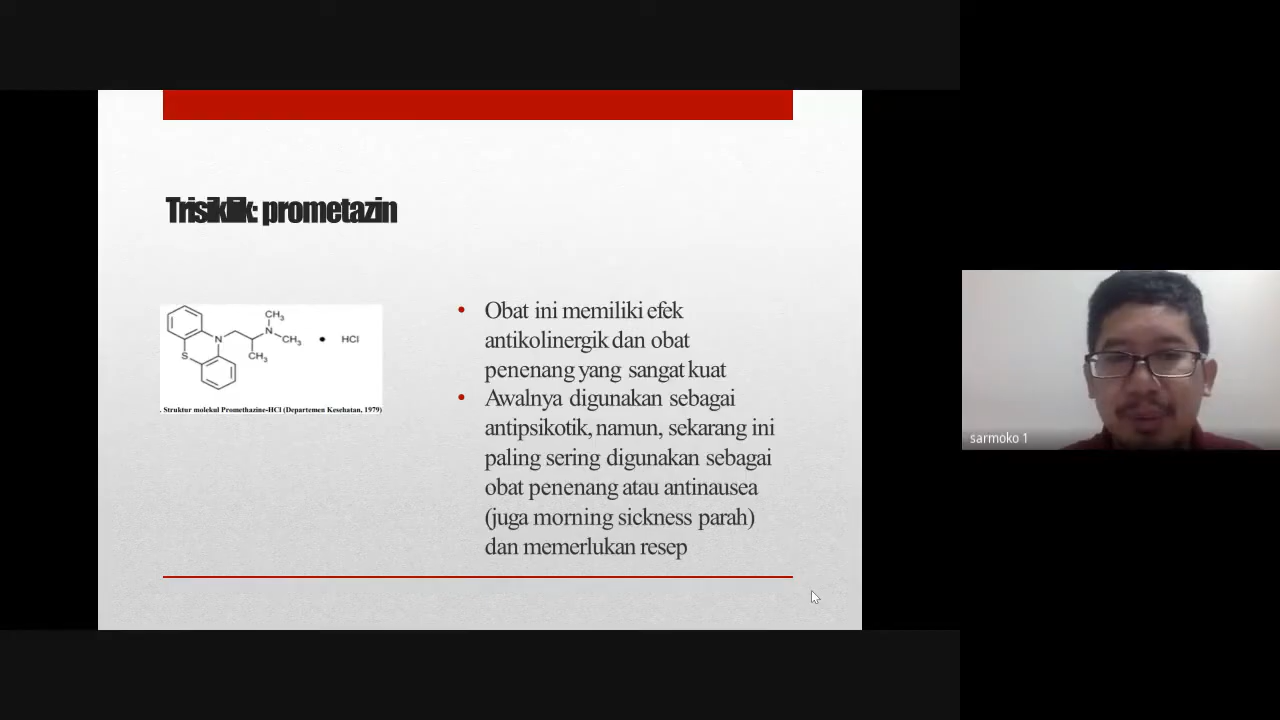 Trisiklik: prometazin
CH3
N
CH3
N
CH3
S
• HCl
. Struktur molekul Promethazine-HCl (Departemen Kesehatan, 1979)
• Obat ini memiliki efek
antikolinergik dan obat
penenang yang sangat kuat
• Awalnya digunakan sebagai
antipsikotik, namun, sekarang ini
paling sering digunakan sebagai
obat penenang atau antinausea
(juga morning sickness parah)
dan memerlukan resep
sarmoko 1